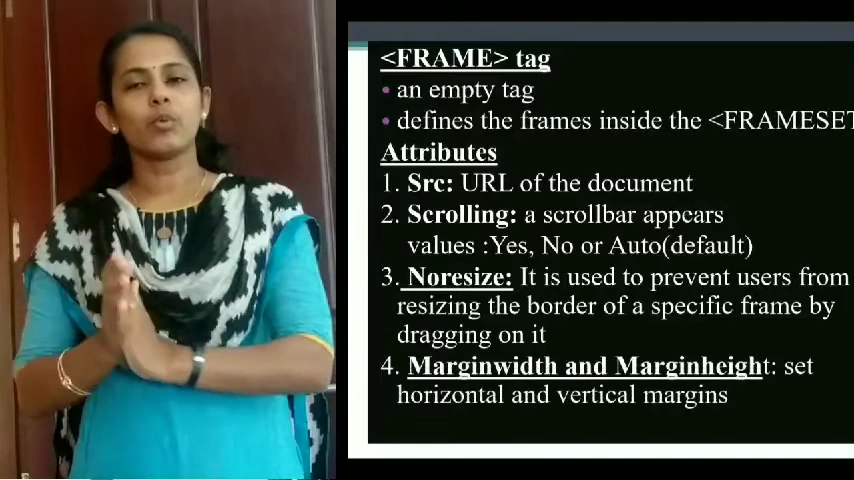 <FRAME> tag
• an empty tag
• defines the frames inside the <FRAMESET
Attributes
1. Src: URL of the document
2. Scrolling: a scrollbar appears
values :Yes, No or Auto(default)
3. Noresize: It is used to prevent users from
resizing the border of a specific frame by
dragging on it
4. Marginwidth and Marginheight: set
horizontal and vertical margins